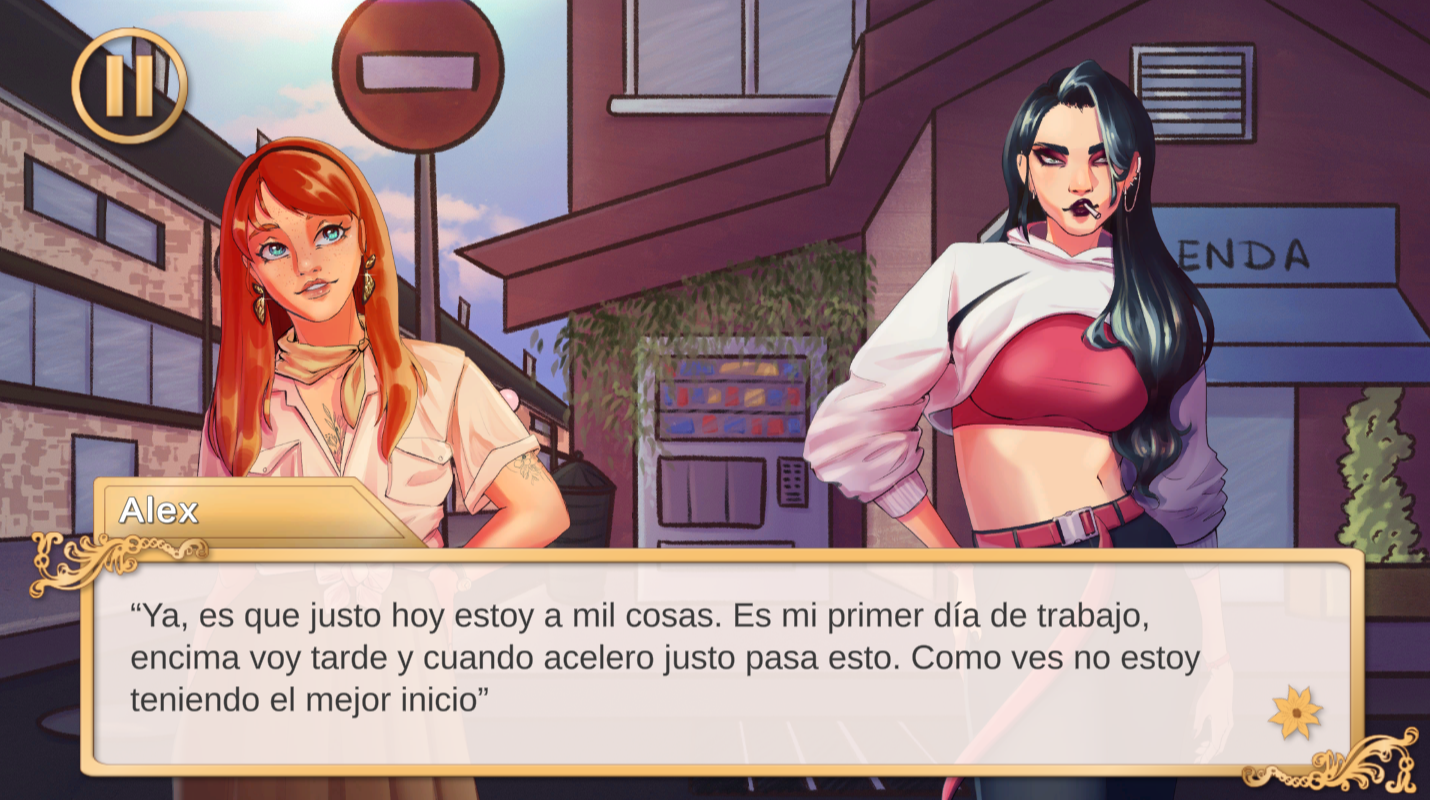 ENDA
Alex
“Ya, es que justo hoy estoy a mil cosas. Es mi primer día de trabajo,
encima voy tarde y cuando acelero justo pasa esto. Como ves no estoy
teniendo el mejor inicio”